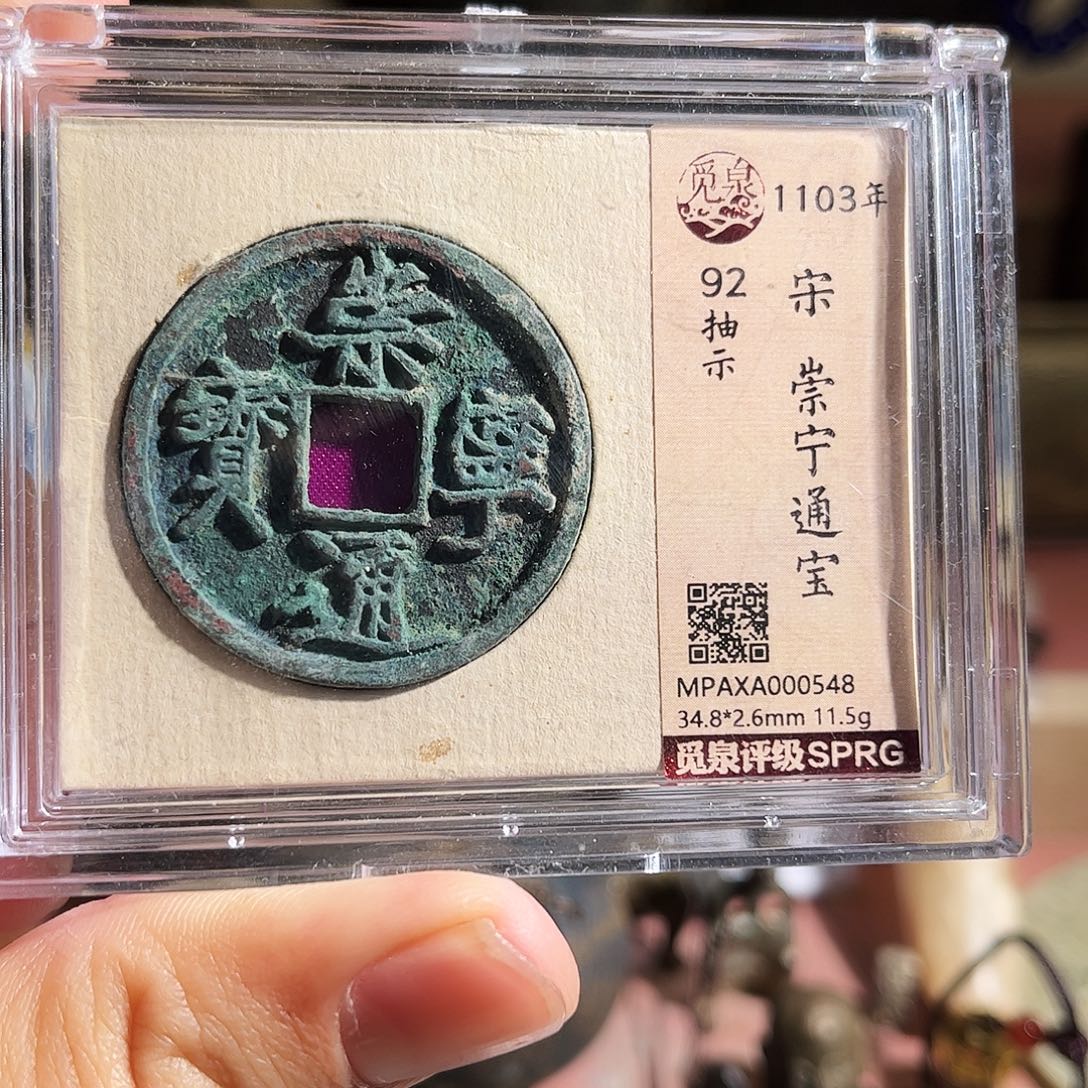 崇
寧
通
寶
觅泉
1103年
92
抽示
宋 崇宁通宝
MPAXA000548
34.8*2.6mm 11.5g
觅泉评级SPRG